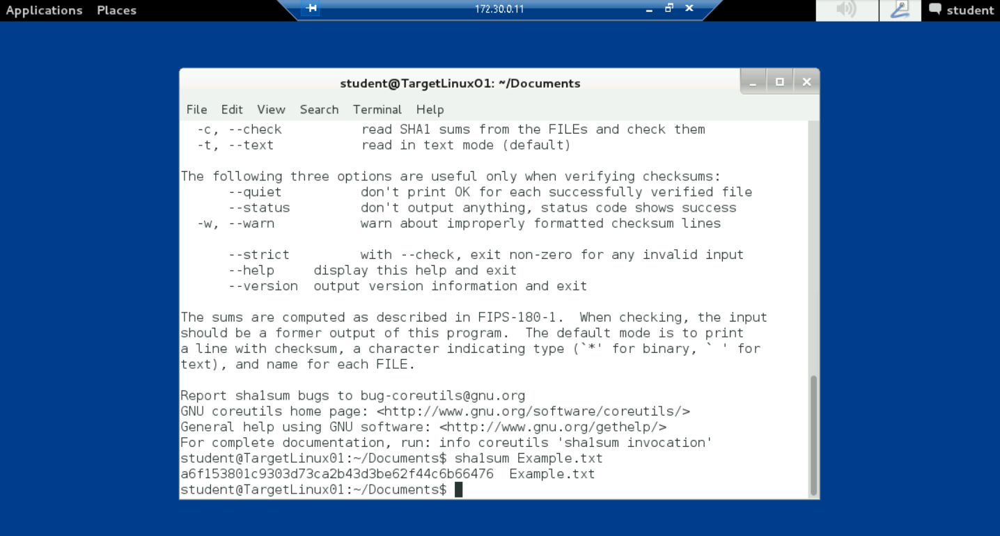 Applications Places 172.30.0.11 student
student@TargetLinux01: ~/Documents
File Edit View Search Terminal Help
-c, --check read SHA1 sums from the FILEs and check them
-t, --text read in text mode (default)
The following three options are useful only when verifying checksums:
--quiet don't print OK for each successfully verified file
--status don't output anything, status code shows success
-w, --warn warn about improperly formatted checksum lines
--strict with --check, exit non-zero for any invalid input
--help display this help and exit
--version output version information and exit
The sums are computed as described in FIPS-180-1. When checking, the input
should be a former output of this program. The default mode is to print
a line with checksum, a character indicating type (`*' for binary, ` ' for
text), and name for each FILE.
Report sha1sum bugs to bug-coreutils@gnu.org
GNU coreutils home page: <http://www.gnu.org/software/coreutils/>
General help using GNU software: <http://www.gnu.org/gethelp/>
For complete documentation, run: info coreutils 'sha1sum invocation'
student@TargetLinux01:~/Documents$ sha1sum Example.txt
a6f153801c9303d73ca2b43d3be62f44c6b66476 Example.txt
student@TargetLinux01:~/Documents$